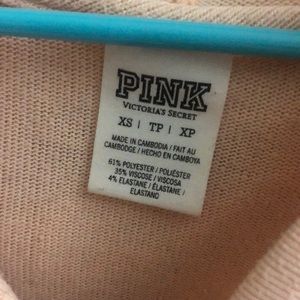 PINK
VICTORIA'S SECRET
XS | TP | XP
MADE IN CAMBODIA / FAIT AU
CAMBODGE / HECHO EN CAMBOYA
61% POLYESTER / POLIÉSTER
35% VISCOSE / VISCOSA
4% ELASTANE / ÉLASTANE /
ELASTANO